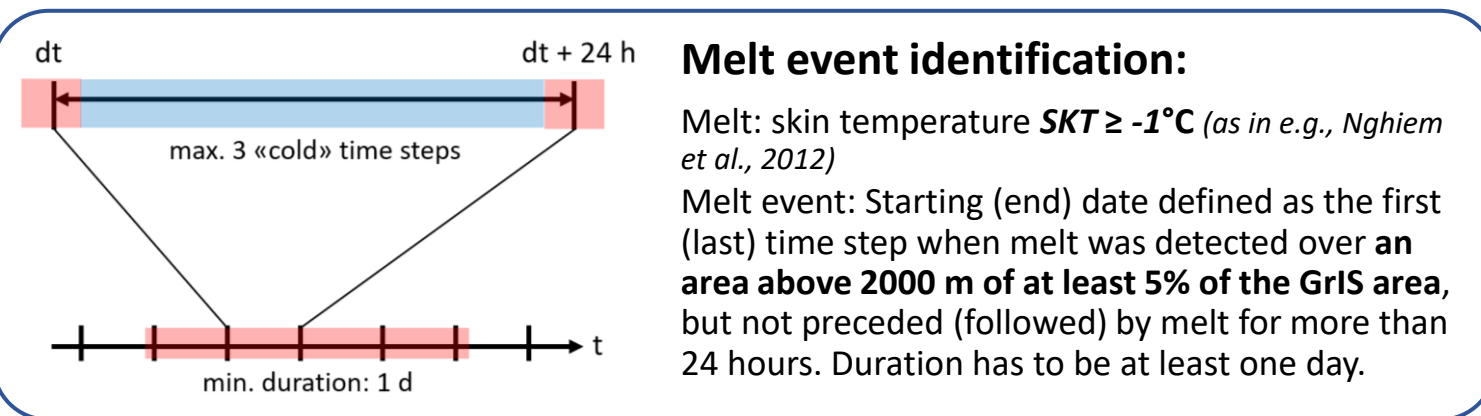 dt
dt + 24 h
max. 3 «cold» time steps
t
min. duration: 1 d
Melt event identification:
Melt: skin temperature SKT ≥ -1°C (as in e.g., Nghiem
et al., 2012)
Melt event: Starting (end) date defined as the first
(last) time step when melt was detected over an
area above 2000 m of at least 5% of the GrIS area,
but not preceded (followed) by melt for more than
24 hours. Duration has to be at least one day.